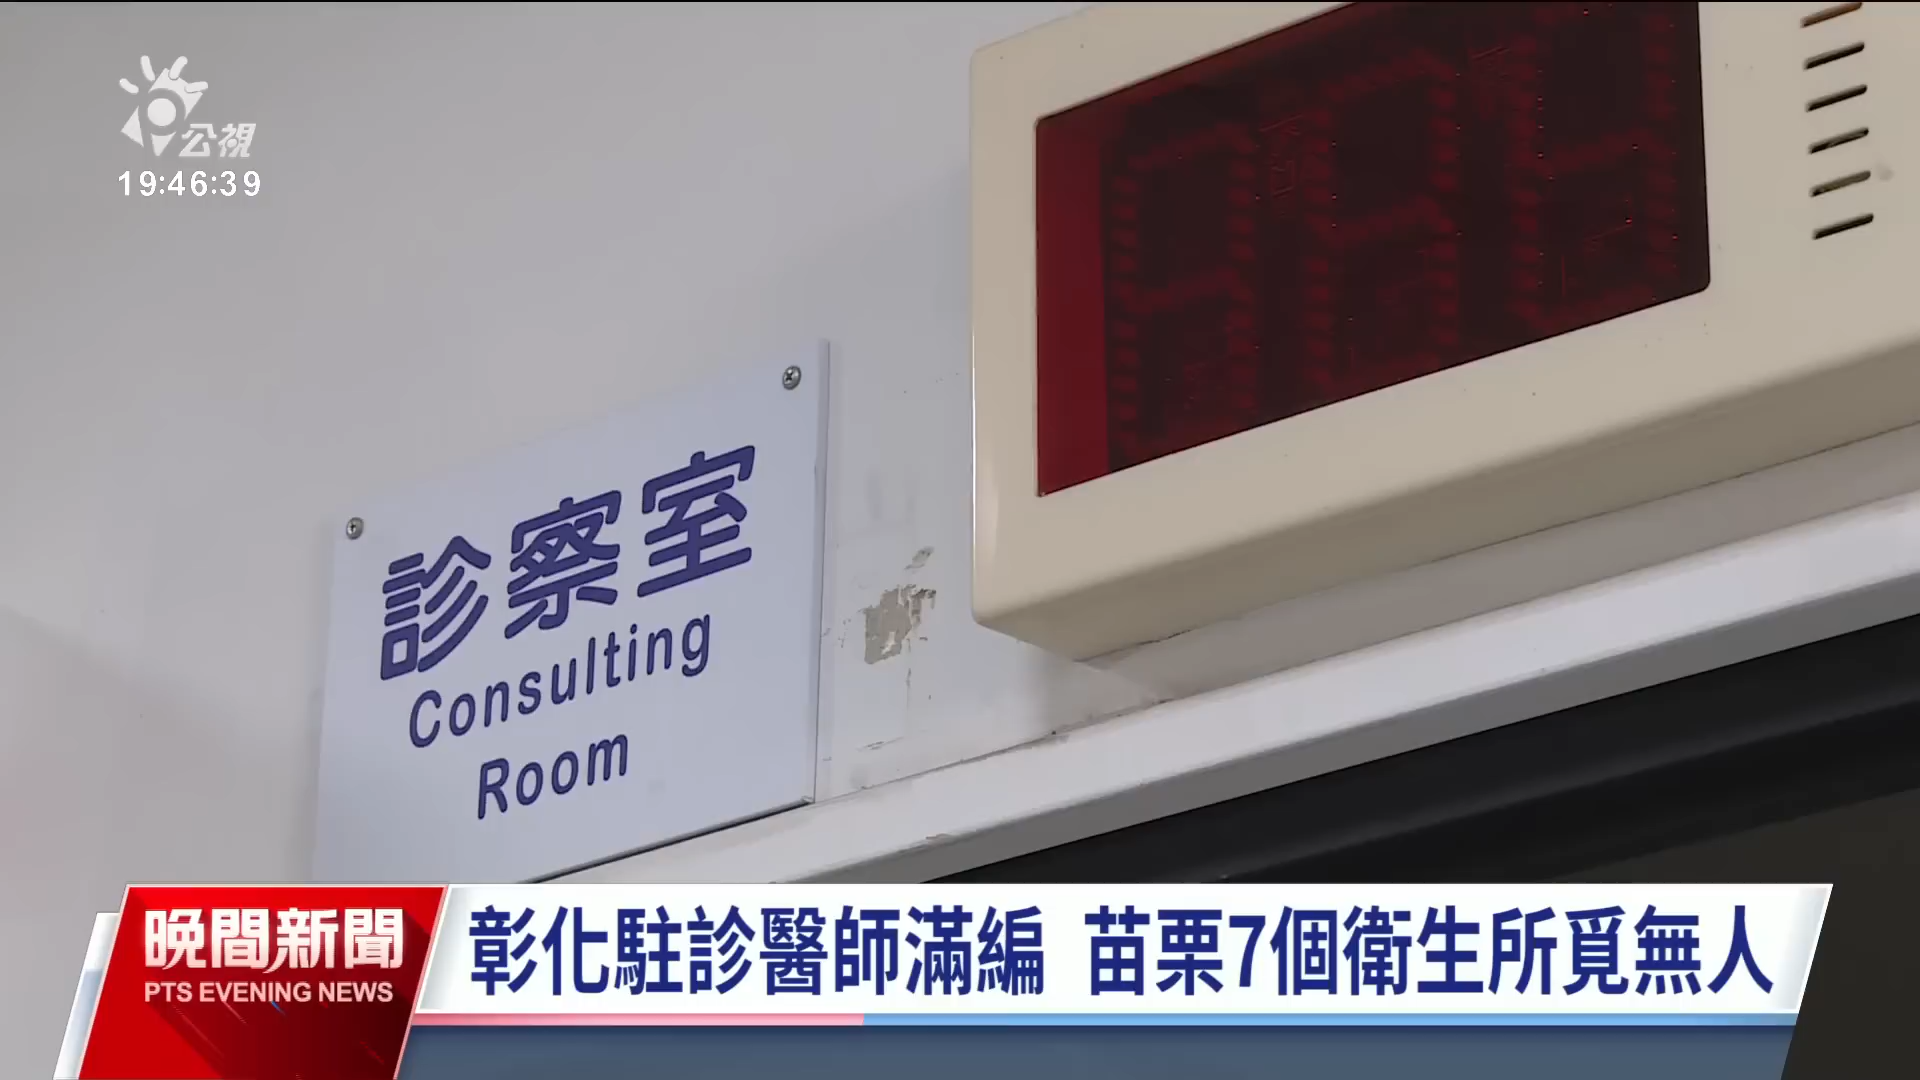 公視
19:46:39
診察室
Consulting
Room
晚間新聞
PTS EVENING NEWS
彰化駐診醫師滿編 苗栗7個衛生所覓無人